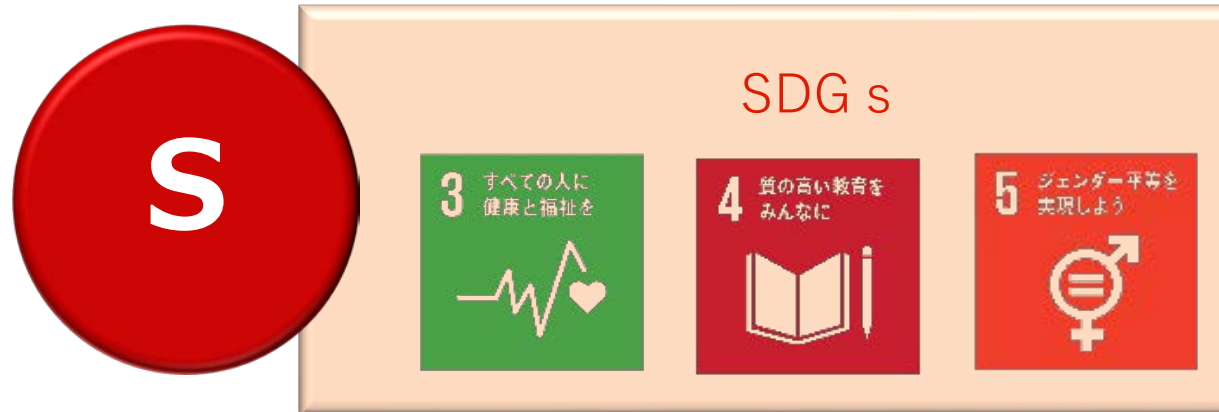 S
SDG s
3 すべての人に
健康と福祉を
4 質の高い教育を
みんなに
5 ジェンダー平等を
実現しよう